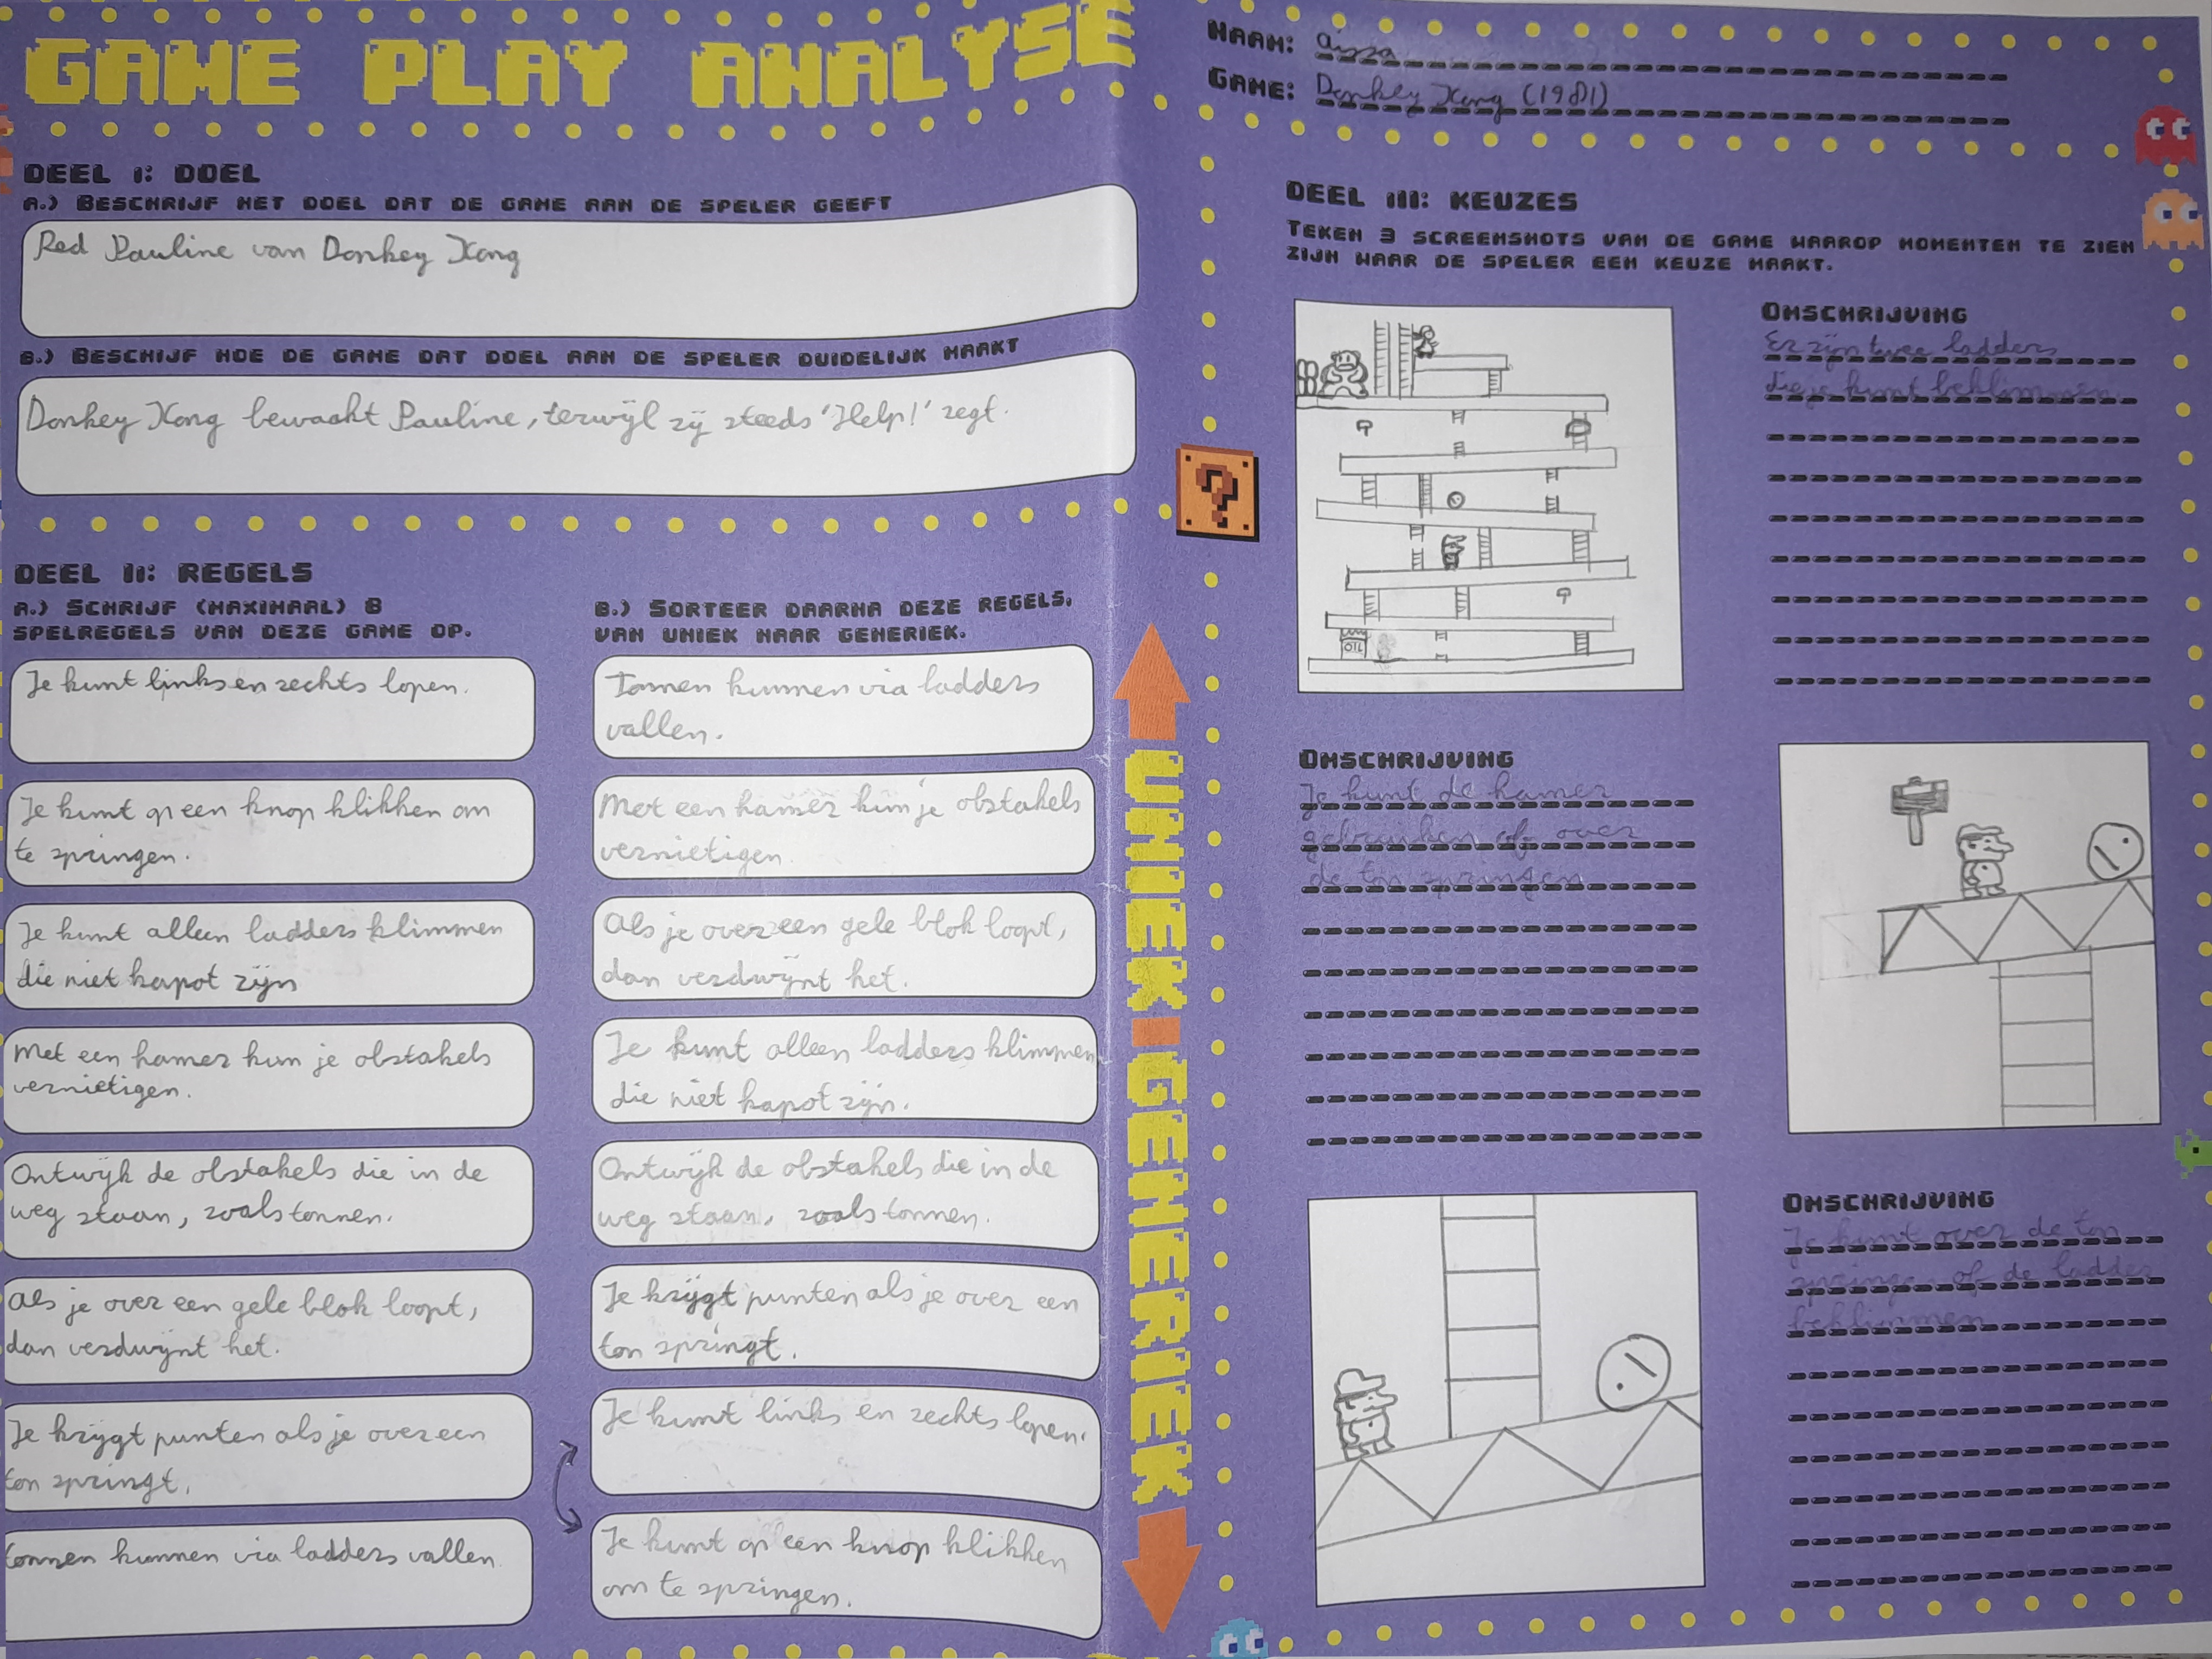 GAME PLAY ANALYSE
NAAM: Aissa
GAME: Donkey Kong (1981)
DEEL I: DOEL
A.) BESCHRIJF HET DOEL DAT DE GAME AAN DE SPELER GEEFT
Red Pauline van Donkey Kong
B.) BESCHIJF HOE DE GAME DAT DOEL AAN DE SPELER DUIDELIJK MAAKT
Donkey Kong bewaakt Pauline, terwijl zij steeds 'Help!' zegt.
DEEL II: REGELS
A.) SCHRIJF (MAXIMAAL) 8
SPELREGELS VAN DEZE GAME OP.
Je kunt links en rechts lopen.
Je kunt op een knop klikken om
te springen.
Je kunt alleen ladders klimmen
die niet kapot zijn
Met een hamer kun je obstakels
vernietigen.
Ontwijk de obstakels die in de
weg staan, zoals tonnen.
Als je over een gele blok loopt,
dan verdwijnt het.
Je krijgt punten als je over een
ton springt.
tonnen kunnen via ladders vallen.
B.) SORTEER DAARNA DEZE REGELS,
VAN UNIEK NAAR GENERIEK.
Tonnen kunnen via ladders
vallen.
Met een hamer kun je obstakels
vernietigen.
Als je over een gele blok loopt,
dan verdwijnt het.
Je kunt alleen ladders klimmen
die niet kapot zijn.
Ontwijk de obstakels die in de
weg staan, zoals tonnen.
Je krijgt punten als je over een
ton springt.
Je kunt links en rechts lopen.
Je kunt op een knop klikken
om te springen.
UNIEK GENERIEK
?
DEEL III: KEUZES
TEKEN 3 SCREENSHOTS VAN DE GAME WAAROP MOMENTEN TE ZIEN
ZIJN WAAR DE SPELER EEN KEUZE MAAKT.
OIL
OMSCHRIJVING
Er zijn twee ladders
die je kunt beklimmen
OMSCHRIJVING
Je kunt de hamer
gebruiken of over
de ton springen
OMSCHRIJVING
Je kunt over de ton
springen of de ladder
beklimmen